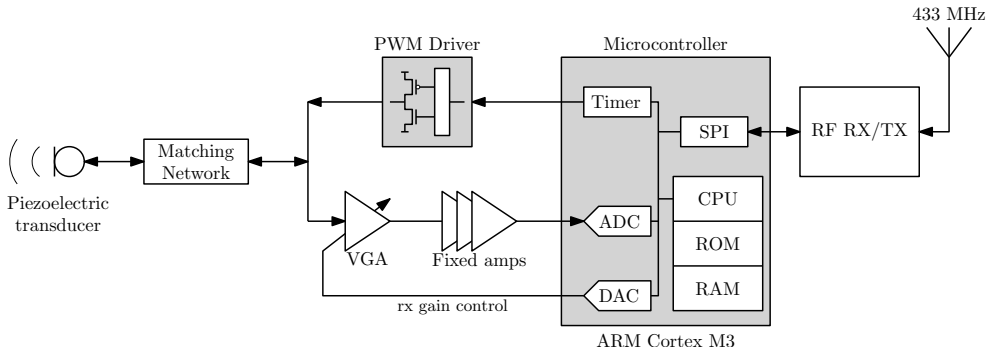 433 MHz
PWM Driver
Microcontroller
Timer
SPI
RF RX/TX
Matching
Network
Piezoelectric
transducer
CPU
ADC
ROM
VGA
Fixed amps
DAC
RAM
rx gain control
ARM Cortex M3